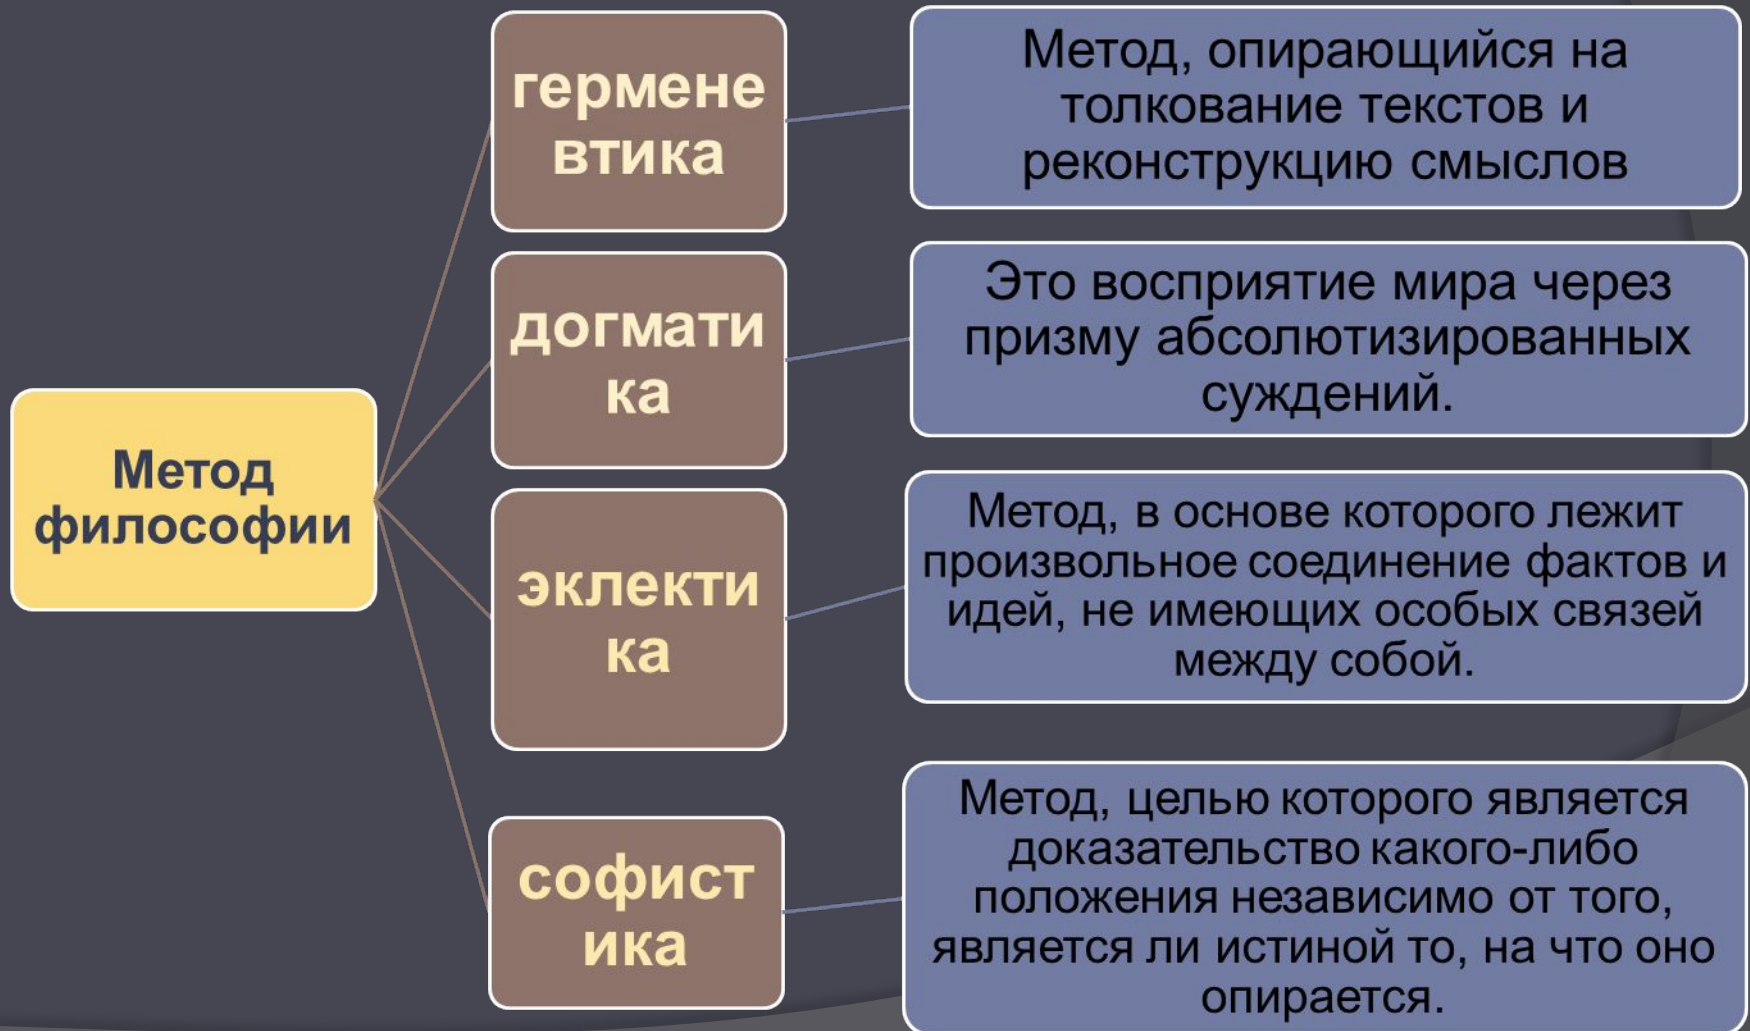 Метод
философии
гермене
втика
Метод, опирающийся на
толкование текстов и
реконструкцию смыслов
догмати
ка
Это восприятие мира через
призму абсолютизированных
суждений.
эклекти
ка
Метод, в основе которого лежит
произвольное соединение фактов и
идей, не имеющих особых связей
между собой.
софист
ика
Метод, целью которого является
доказательство какого-либо
положения независимо от того,
является ли истиной то, на что оно
опирается.